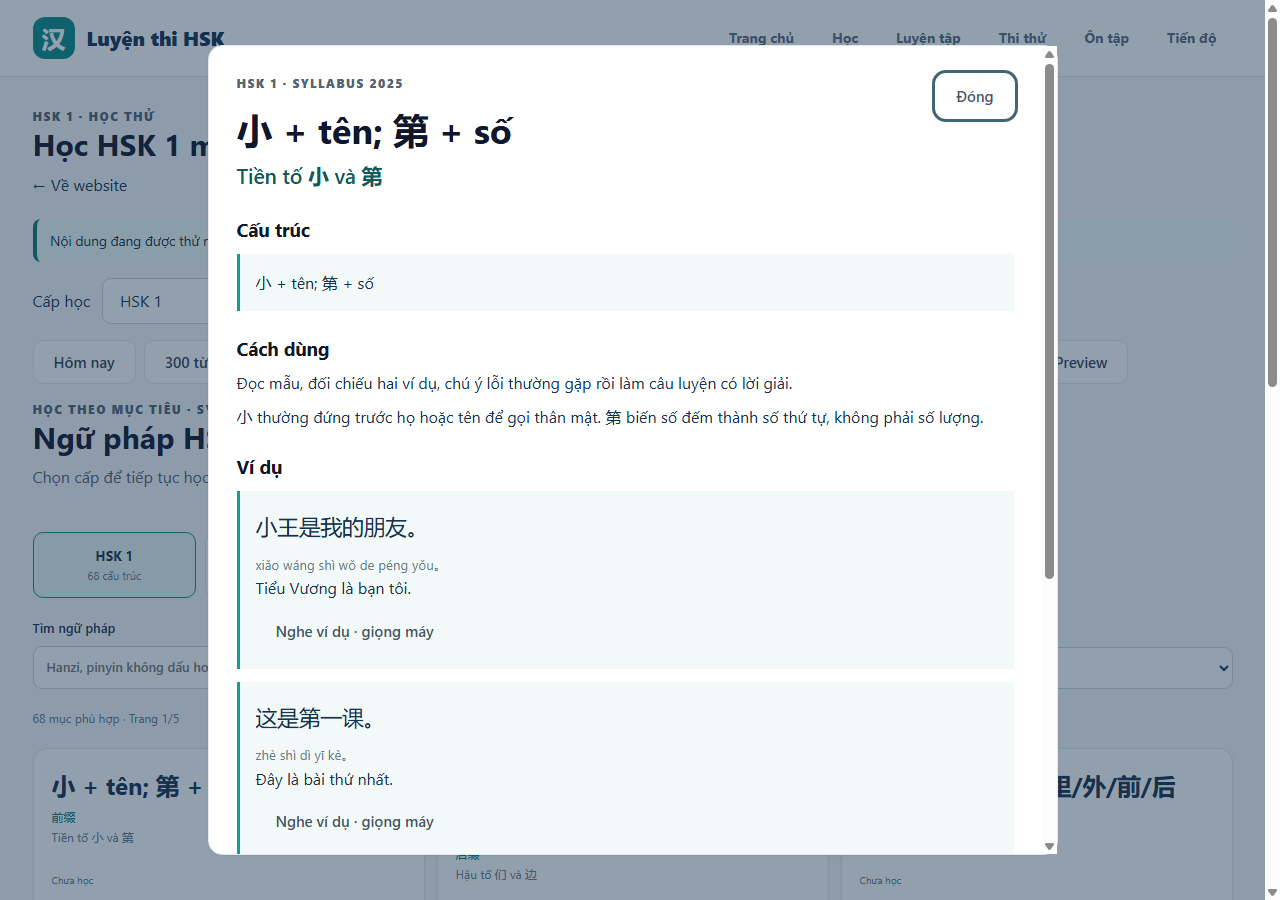 汉 Luyện thi HSK
Trang chủ Học Luyện tập Thi thử Ôn tập Tiến độ
HSK 1 · HỌC THỬ
Học HSK 1 m
← Về website
Nội dung đang được thử
Cấp học HSK 1
Hôm nay 300 từ Preview
HỌC THEO MỤC TIÊU · S
Ngữ pháp H
Chọn cấp để tiếp tục học
HSK 1
68 cấu trúc
Tìm ngữ pháp
Hanzi, pinyin không dấu ho
68 mục phù hợp · Trang 1/5
小 + tên; 第 +
前缀
Tiền tố 小 và 第
Chưa học
Hậu tố 们 và 边
里/外/前/后
Chưa học
HSK 1 · SYLLABUS 2025
Đóng
小 + tên; 第 + số
Tiền tố 小 và 第
Cấu trúc
小 + tên; 第 + số
Cách dùng
Đọc mẫu, đối chiếu hai ví dụ, chú ý lỗi thường gặp rồi làm câu luyện có lời giải.
小 thường đứng trước họ hoặc tên để gọi thân mật. 第 biến số đếm thành số thứ tự, không phải số lượng.
Ví dụ
小王是我的朋友。
xiǎo wáng shì wǒ de péng yǒu。
Tiểu Vương là bạn tôi.
Nghe ví dụ · giọng máy
这是第一课。
zhè shì dì yī kè。
Đây là bài thứ nhất.
Nghe ví dụ · giọng máy